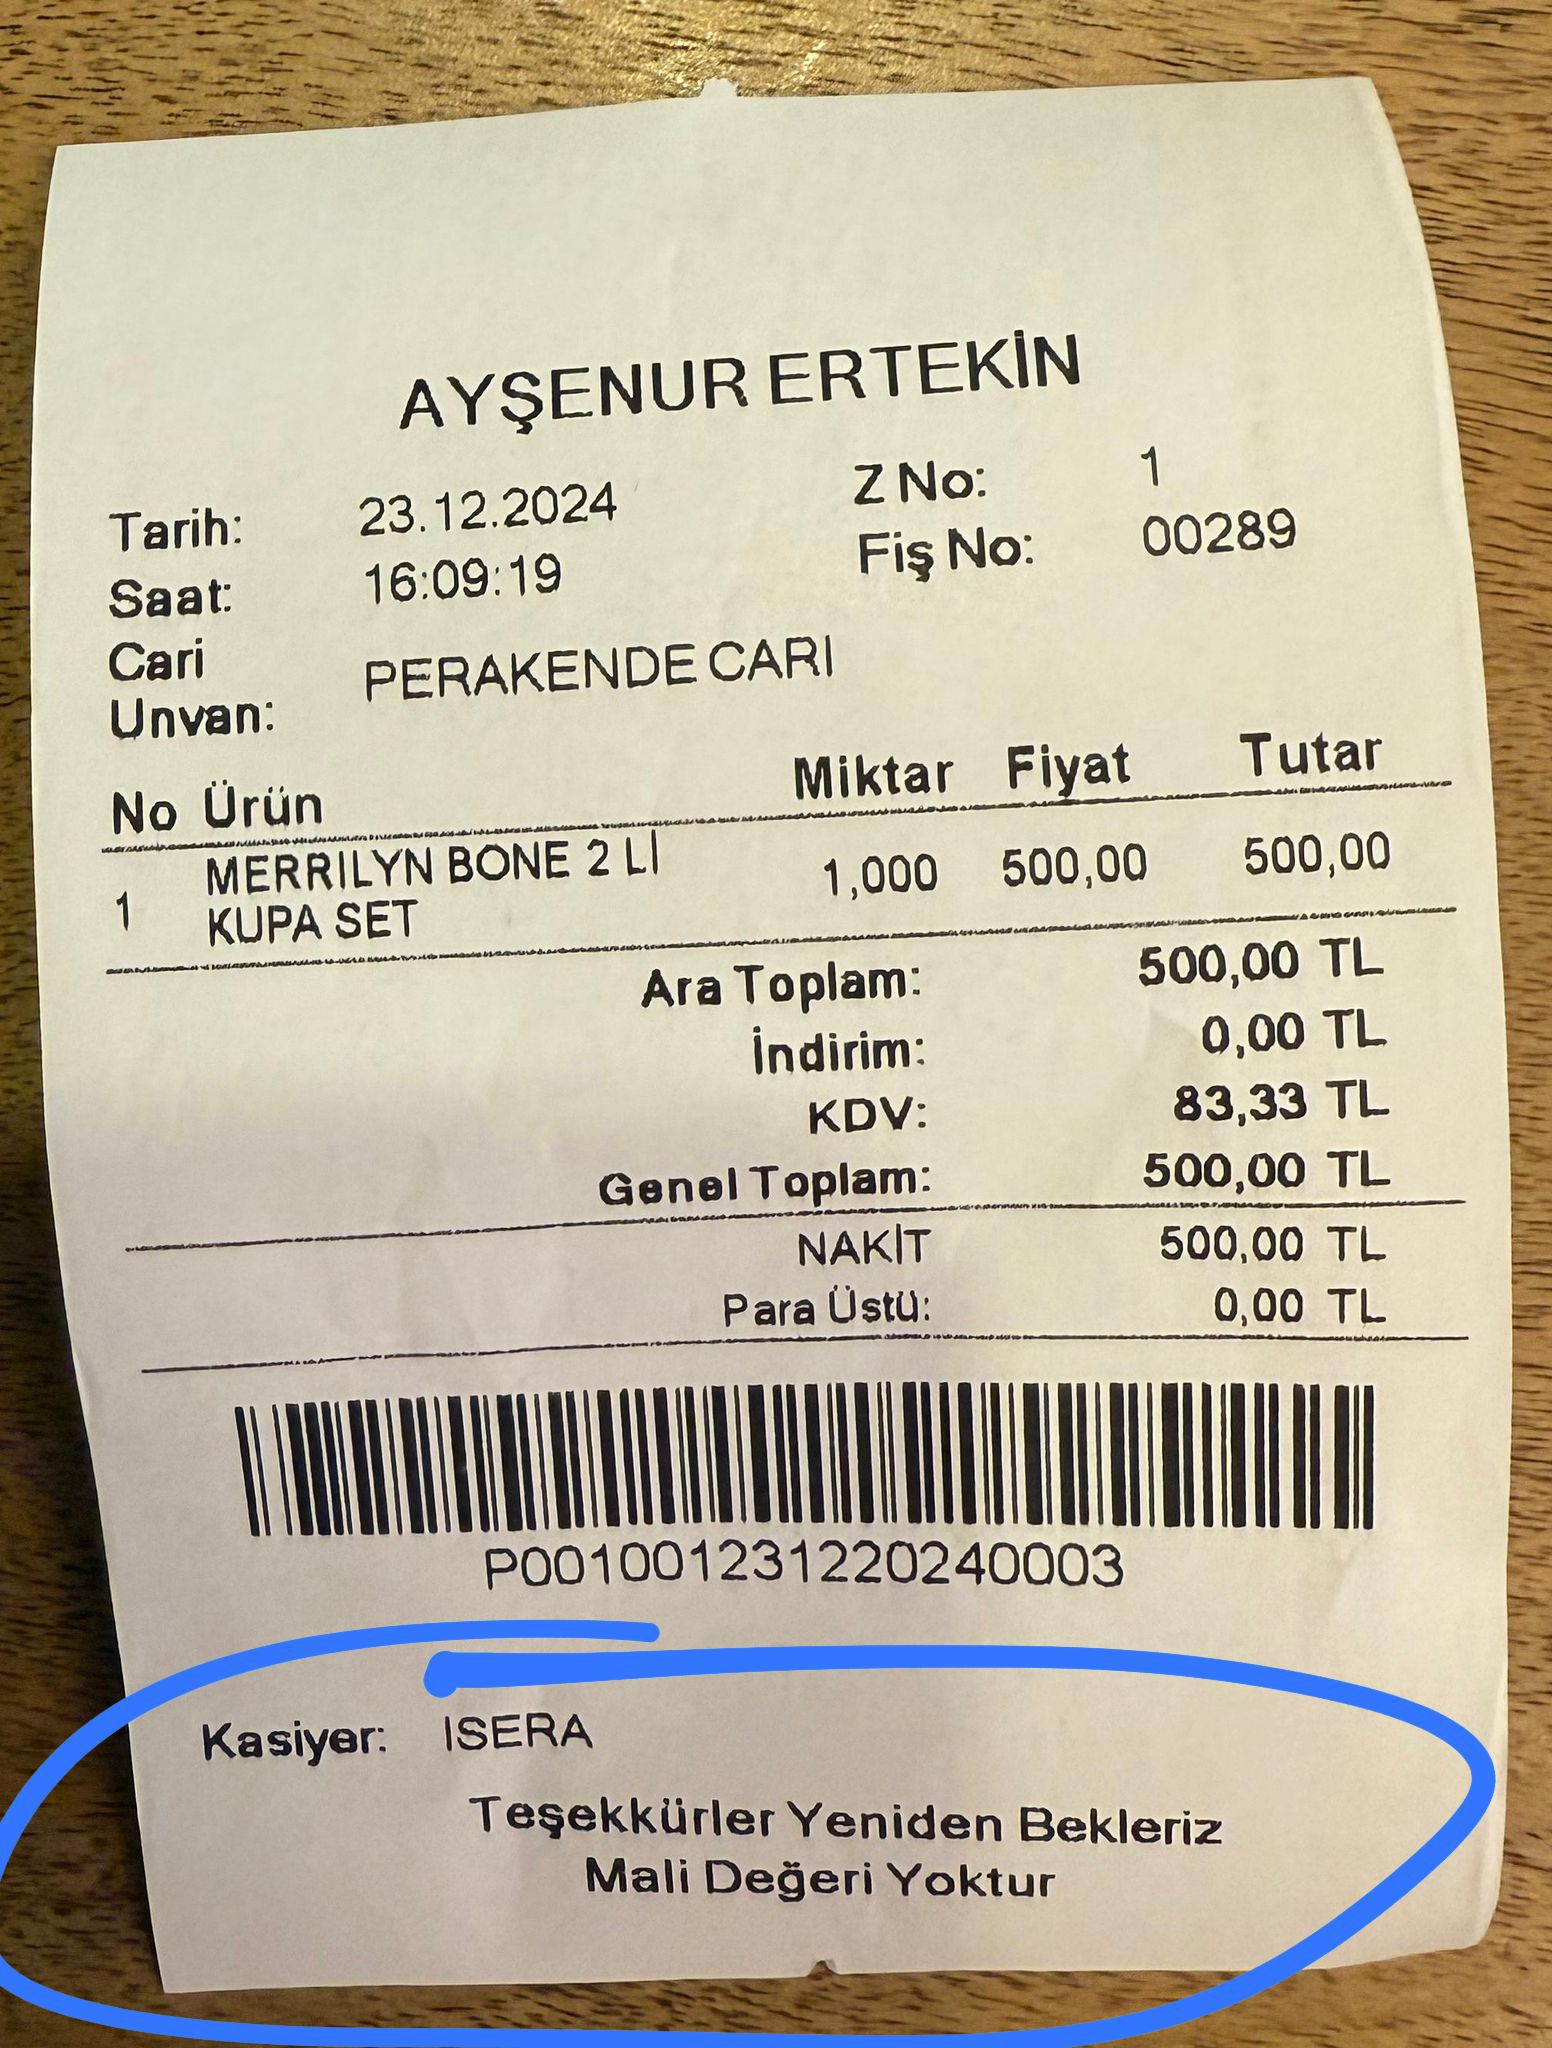 AYŞENUR ERTEKİN
Tarih: 23.12.2024 Z No: 1
Saat: 16:09:19 Fiş No: 00289
Cari Unvan: PERAKENDE CARI
No Ürün Miktar Fiyat Tutar
1 MERRILYN BONE 2 Lİ KUPA SET 1,000 500,00 500,00
Ara Toplam: 500,00 TL
İndirim: 0,00 TL
KDV: 83,33 TL
Genel Toplam: 500,00 TL
NAKİT 500,00 TL
Para Üstü: 0,00 TL
P001001231220240003
Kasiyer: ISERA
Teşekkürler Yeniden Bekleriz
Mali Değeri Yoktur